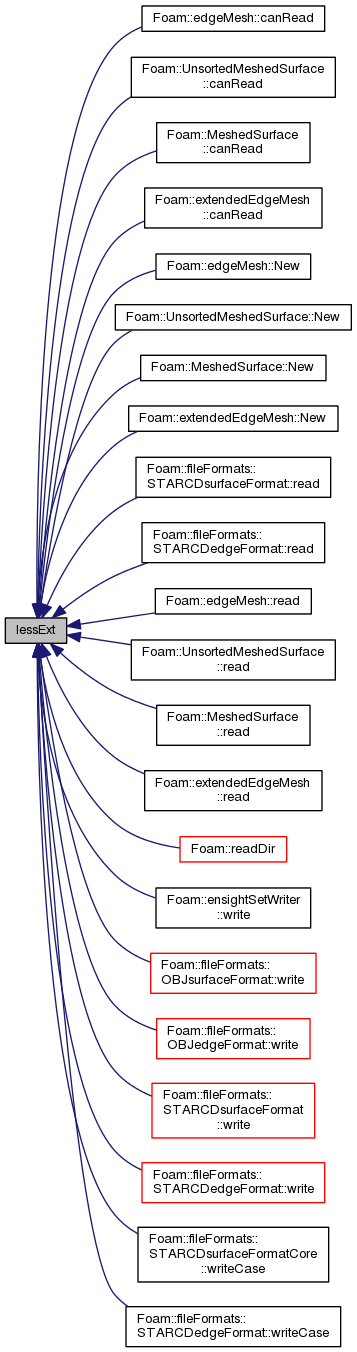 Foam::edgeMesh::canRead
Foam::UnsortedMeshedSurface
::canRead
Foam::MeshedSurface
::canRead
Foam::extendedEdgeMesh
::canRead
Foam::edgeMesh::New
Foam::UnsortedMeshedSurface::New
Foam::MeshedSurface::New
Foam::extendedEdgeMesh::New
Foam::fileFormats::
STARCDsurfaceFormat::read
Foam::fileFormats::
STARCDedgeFormat::read
Foam::edgeMesh::read
lessExt
Foam::UnsortedMeshedSurface
::read
Foam::MeshedSurface
::read
Foam::extendedEdgeMesh
::read
Foam::readDir
Foam::ensightSetWriter
::write
Foam::fileFormats::
OBJsurfaceFormat::write
Foam::fileFormats::
OBJedgeFormat::write
Foam::fileFormats::
STARCDsurfaceFormat
::write
Foam::fileFormats::
STARCDedgeFormat::write
Foam::fileFormats::
STARCDsurfaceFormatCore
::writeCase
Foam::fileFormats::
STARCDedgeFormat::writeCase